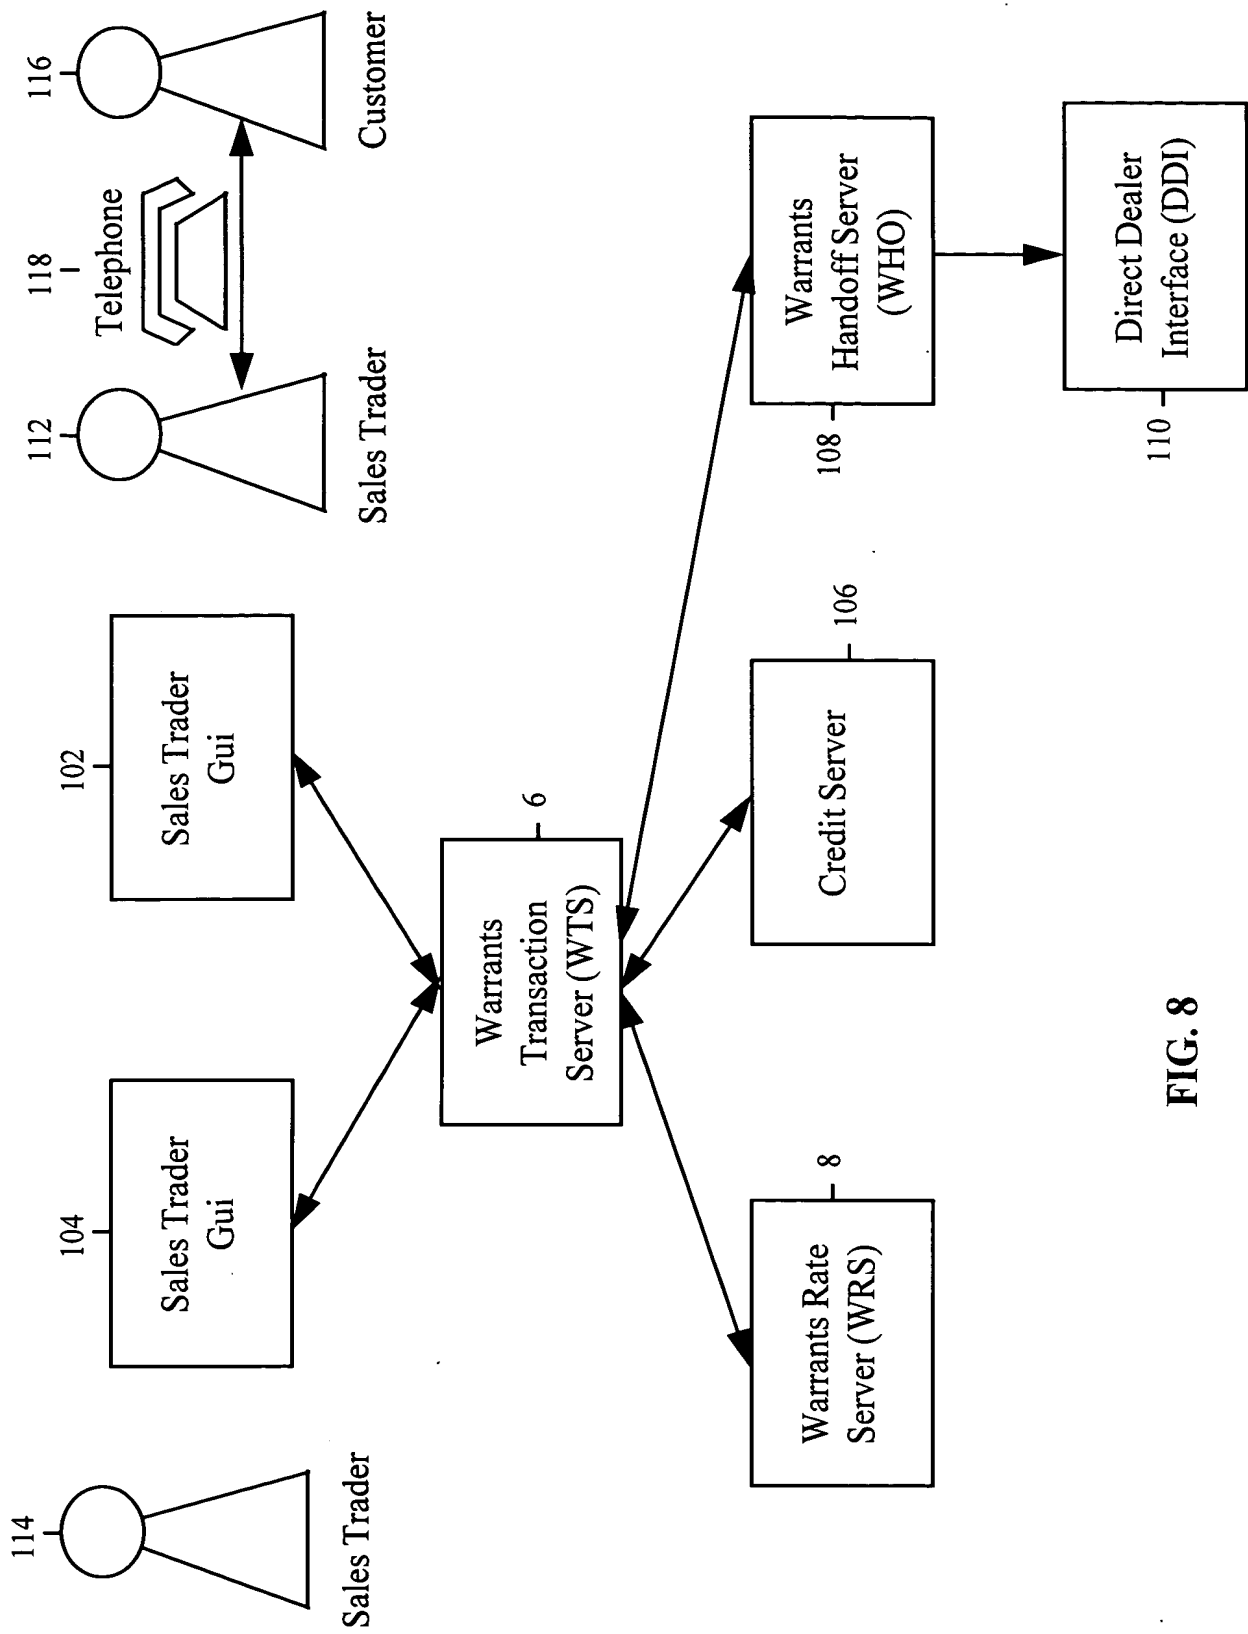 114
Sales Trader
104
Sales Trader
Gui
102
Sales Trader
Gui
112
Sales Trader
118
Telephone
116
Customer
Warrants
Transaction
Server (WTS)
6
Warrants Rate
Server (WRS)
8
Credit Server
106
Warrants
Handoff Server
(WHO)
108
Direct Dealer
Interface (DDI)
110
FIG. 8